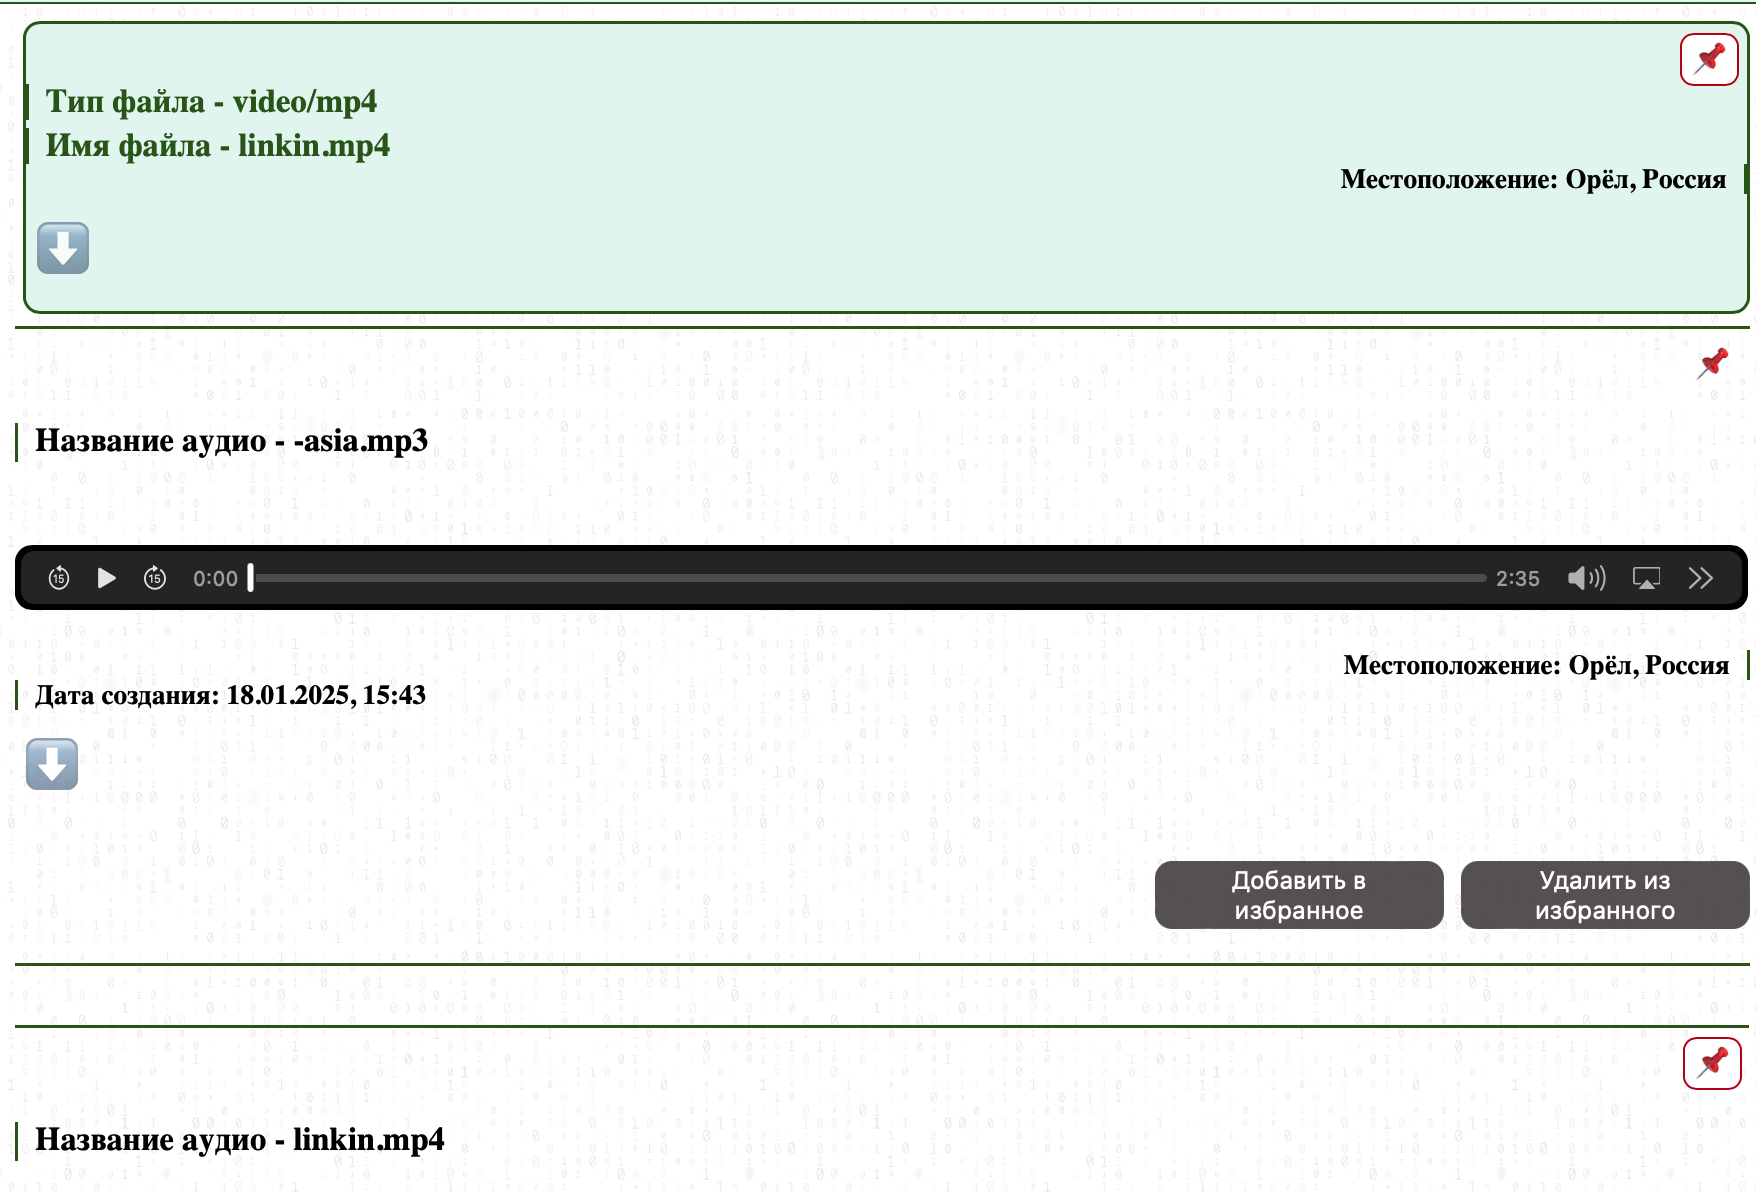 Тип файла - video/mp4
Имя файла - linkin.mp4
Местоположение: Орёл, Россия
Название аудио - -asia.mp3
15
15
0:00
2:35
Местоположение: Орёл, Россия
Дата создания: 18.01.2025, 15:43
Добавить в
избранное
Удалить из
избранного
Название аудио - linkin.mp4